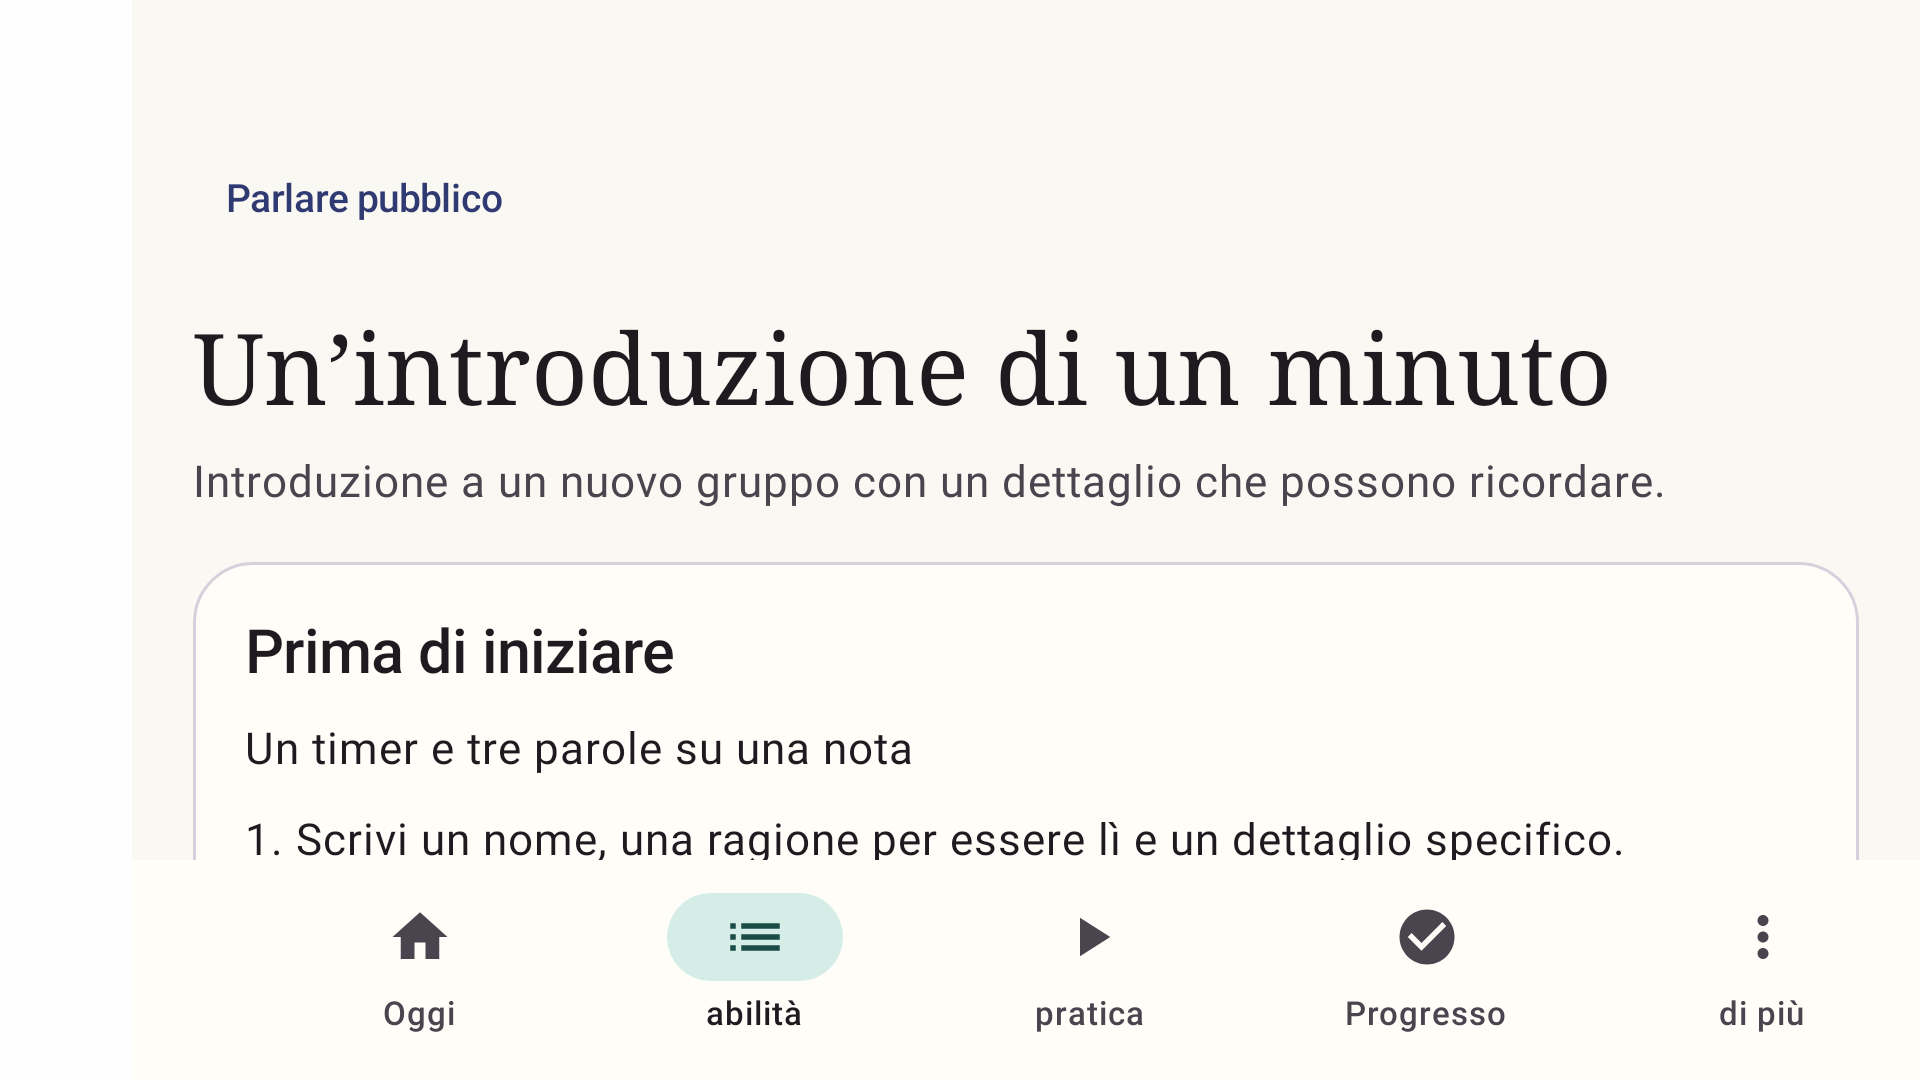 Parlare pubblico
Un’introduzione di un minuto
Introduzione a un nuovo gruppo con un dettaglio che possono ricordare.
Prima di iniziare
Un timer e tre parole su una nota
1. Scrivi un nome, una ragione per essere lì e un dettaglio specifico.
Oggi
abilità
pratica
Progresso
di più